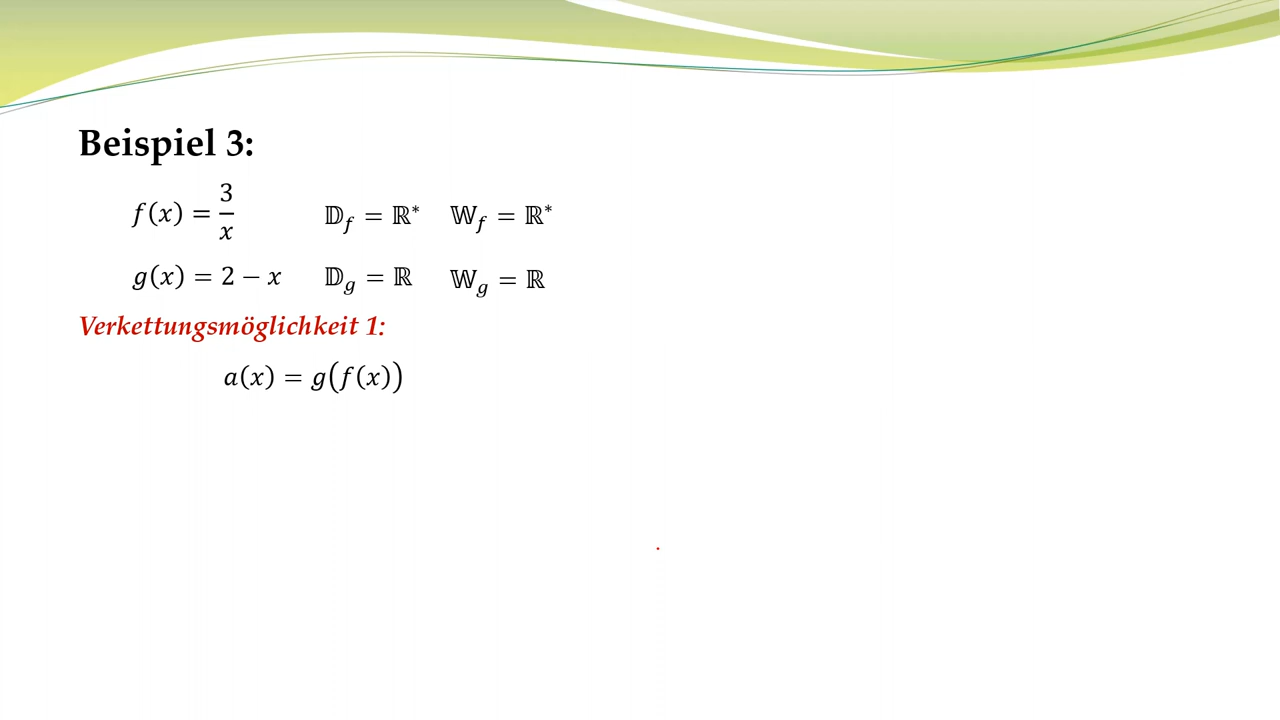 Beispiel 3:
f(x) = 3/x   𝔻_f = ℝ*   𝕎_f = ℝ*
g(x) = 2 − x   𝔻_g = ℝ   𝕎_g = ℝ
Verkettungsmöglichkeit 1:
a(x) = g(f(x))